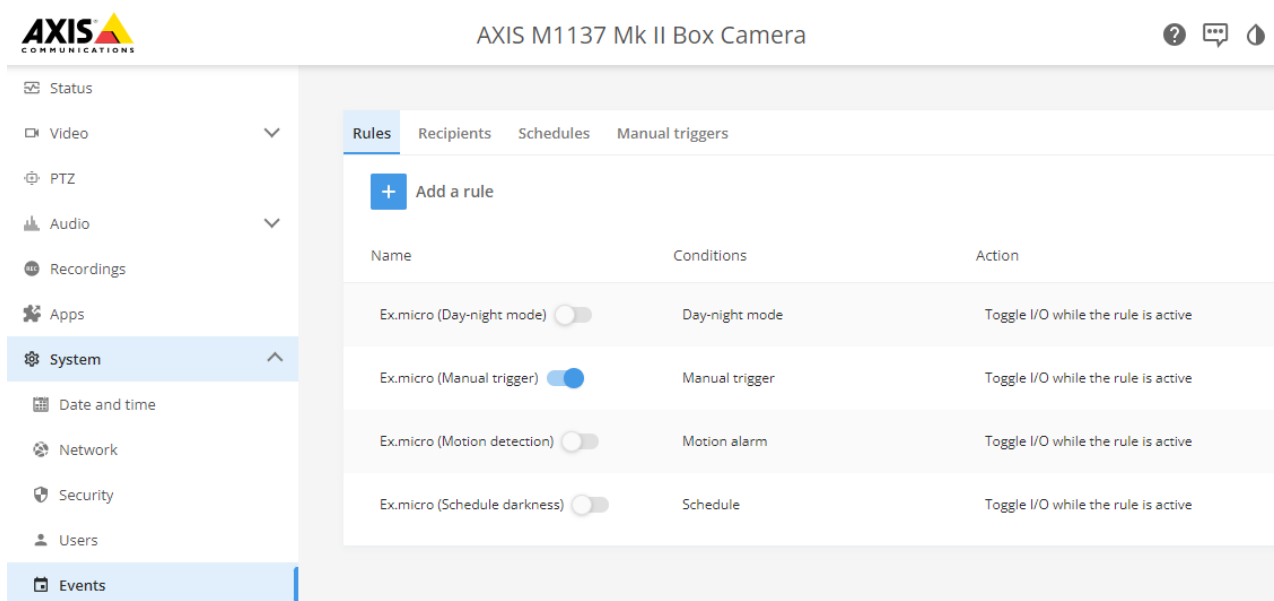 AXIS
COMMUNICATIONS
AXIS M1137 Mk II Box Camera
Status
Video
PTZ
Audio
REC Recordings
Apps
System
Date and time
Network
Security
Users
Events
Rules Recipients Schedules Manual triggers
+ Add a rule
Name Conditions Action
Ex.micro (Day-night mode) Day-night mode Toggle I/O while the rule is active
Ex.micro (Manual trigger) Manual trigger Toggle I/O while the rule is active
Ex.micro (Motion detection) Motion alarm Toggle I/O while the rule is active
Ex.micro (Schedule darkness) Schedule Toggle I/O while the rule is active